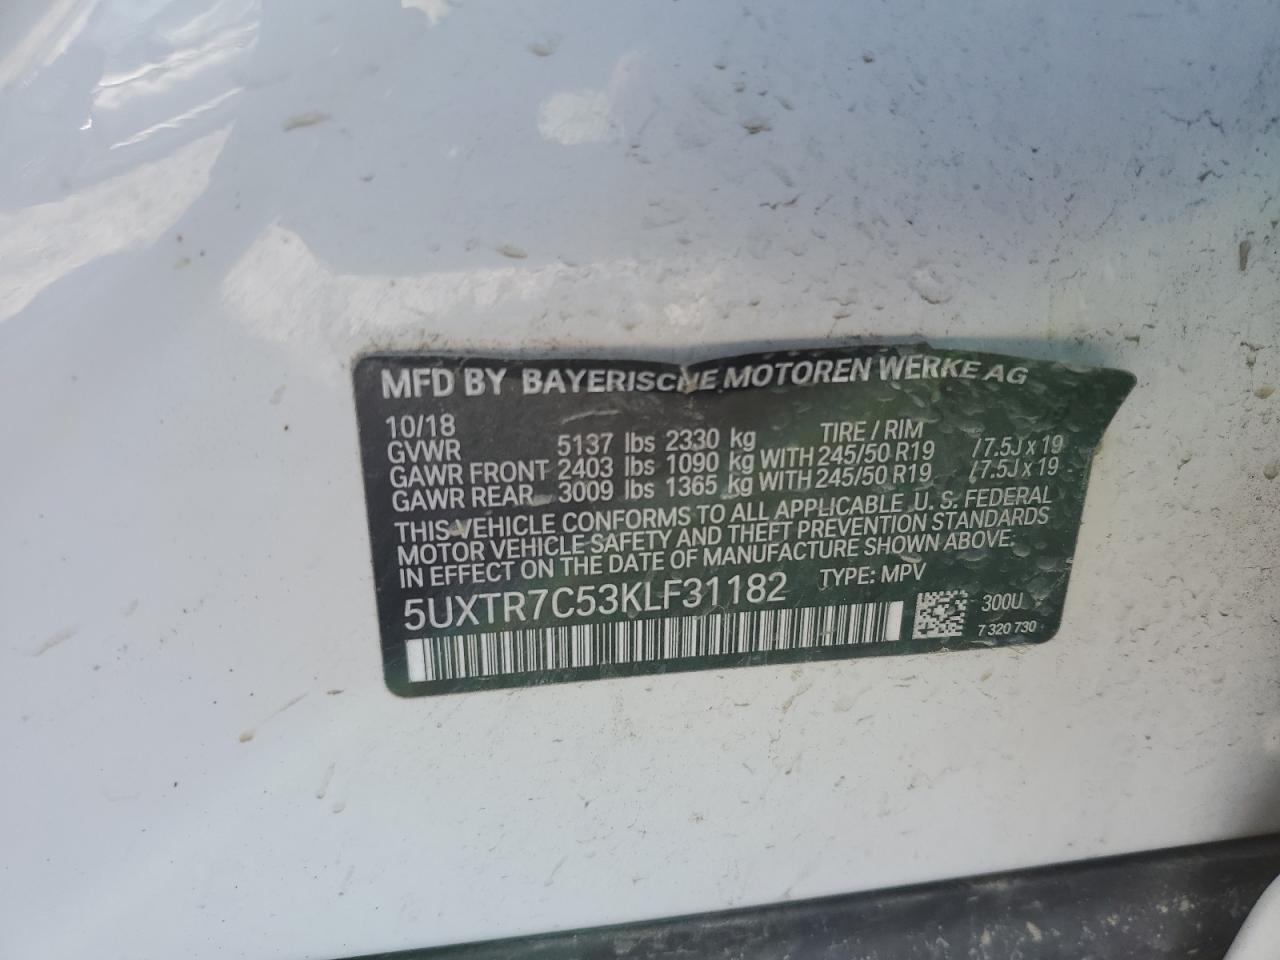 MFD BY BAYERISCHE MOTOREN WERKE AG
10/18
GVWR 5137 lbs 2330 kg TIRE / RIM
GAWR FRONT 2403 lbs 1090 kg WITH 245/50 R19 /7.5J x 19
GAWR REAR 3009 lbs 1365 kg WITH 245/50 R19 /7.5J x 19
THIS VEHICLE CONFORMS TO ALL APPLICABLE U. S. FEDERAL
MOTOR VEHICLE SAFETY AND THEFT PREVENTION STANDARDS
IN EFFECT ON THE DATE OF MANUFACTURE SHOWN ABOVE.
5UXTR7C53KLF31182 TYPE: MPV
300U
7 320 730